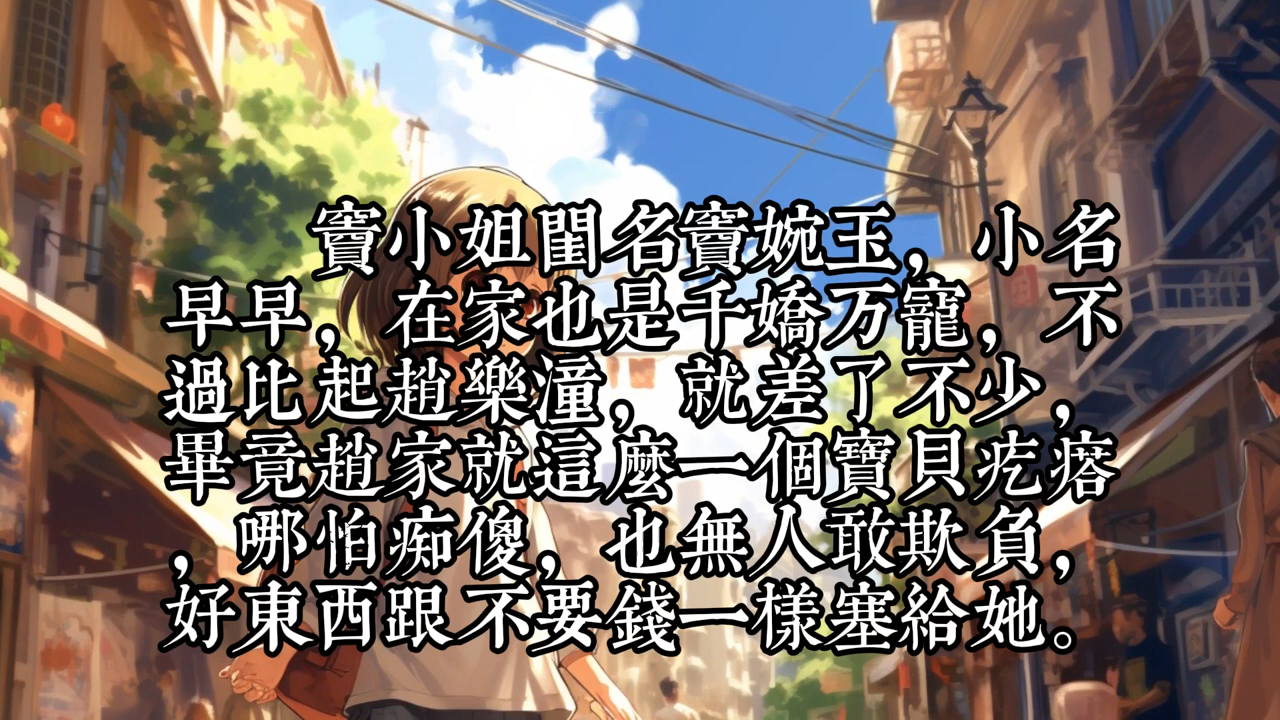 竇小姐閨名竇婉玉，小名
早早，在家也是千嬌万寵，不
過比起趙樂潼，就差了不少，
畢竟趙家就這麼一個寶貝疙瘩
，哪怕痴傻，也無人敢欺負，
好東西跟不要錢一樣塞給她。